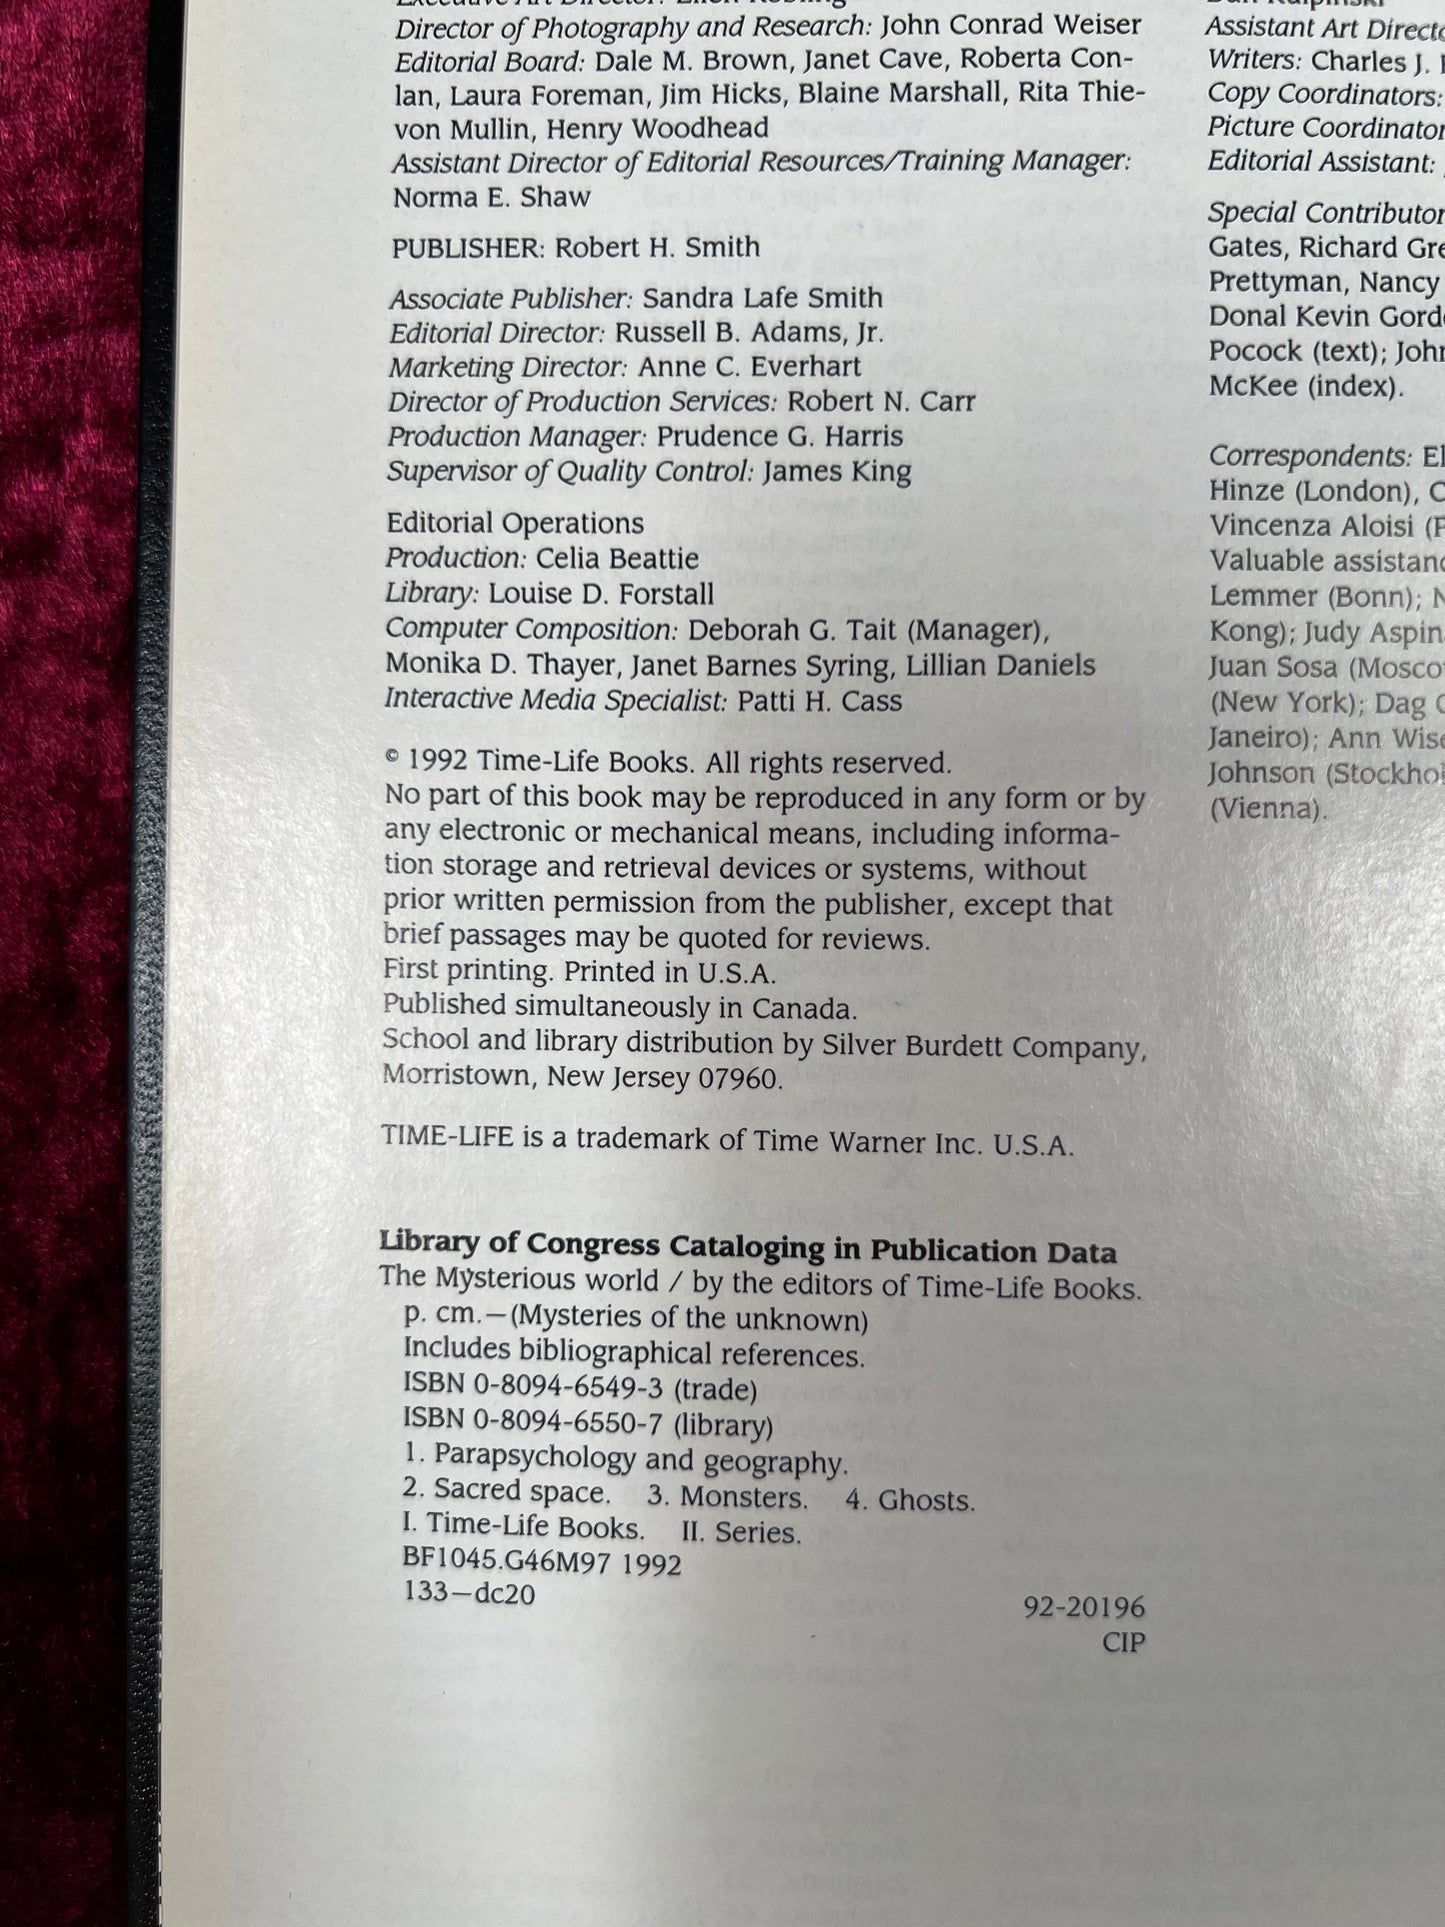 Executive Art Director: Ellen Robling
Director of Photography and Research: John Conrad Weiser
Editorial Board: Dale M. Brown, Janet Cave, Roberta Con-
lan, Laura Foreman, Jim Hicks, Blaine Marshall, Rita Thie-
von Mullin, Henry Woodhead
Assistant Director of Editorial Resources/Training Manager:
Norma E. Shaw
PUBLISHER: Robert H. Smith
Associate Publisher: Sandra Lafe Smith
Editorial Director: Russell B. Adams, Jr.
Marketing Director: Anne C. Everhart
Director of Production Services: Robert N. Carr
Production Manager: Prudence G. Harris
Supervisor of Quality Control: James King
Editorial Operations
Production: Celia Beattie
Library: Louise D. Forstall
Computer Composition: Deborah G. Tait (Manager),
Monika D. Thayer, Janet Barnes Syring, Lillian Daniels
Interactive Media Specialist: Patti H. Cass
© 1992 Time-Life Books. All rights reserved.
No part of this book may be reproduced in any form or by
any electronic or mechanical means, including informa-
tion storage and retrieval devices or systems, without
prior written permission from the publisher, except that
brief passages may be quoted for reviews.
First printing. Printed in U.S.A.
Published simultaneously in Canada.
School and library distribution by Silver Burdett Company,
Morristown, New Jersey 07960.
TIME-LIFE is a trademark of Time Warner Inc. U.S.A.
Library of Congress Cataloging in Publication Data
The Mysterious world / by the editors of Time-Life Books.
p. cm.—(Mysteries of the unknown)
Includes bibliographical references.
ISBN 0-8094-6549-3 (trade)
ISBN 0-8094-6550-7 (library)
1. Parapsychology and geography.
2. Sacred space. 3. Monsters. 4. Ghosts.
I. Time-Life Books. II. Series.
BF1045.G46M97 1992
133—dc20
92-20196
CIP
Assistant Art Directo
Writers: Charles J.
Copy Coordinators:
Picture Coordinator
Editorial Assistant:
Special Contributor
Gates, Richard Gre
Prettyman, Nancy
Donal Kevin Gord
Pocock (text); John
McKee (index).
Correspondents: El
Hinze (London),
Vincenza Aloisi (
Valuable assistanc
Lemmer (Bonn); N
Kong); Judy Aspin
Juan Sosa (Mosco
(New York); Dag
Janeiro); Ann Wise
Johnson (Stockhol
(Vienna).